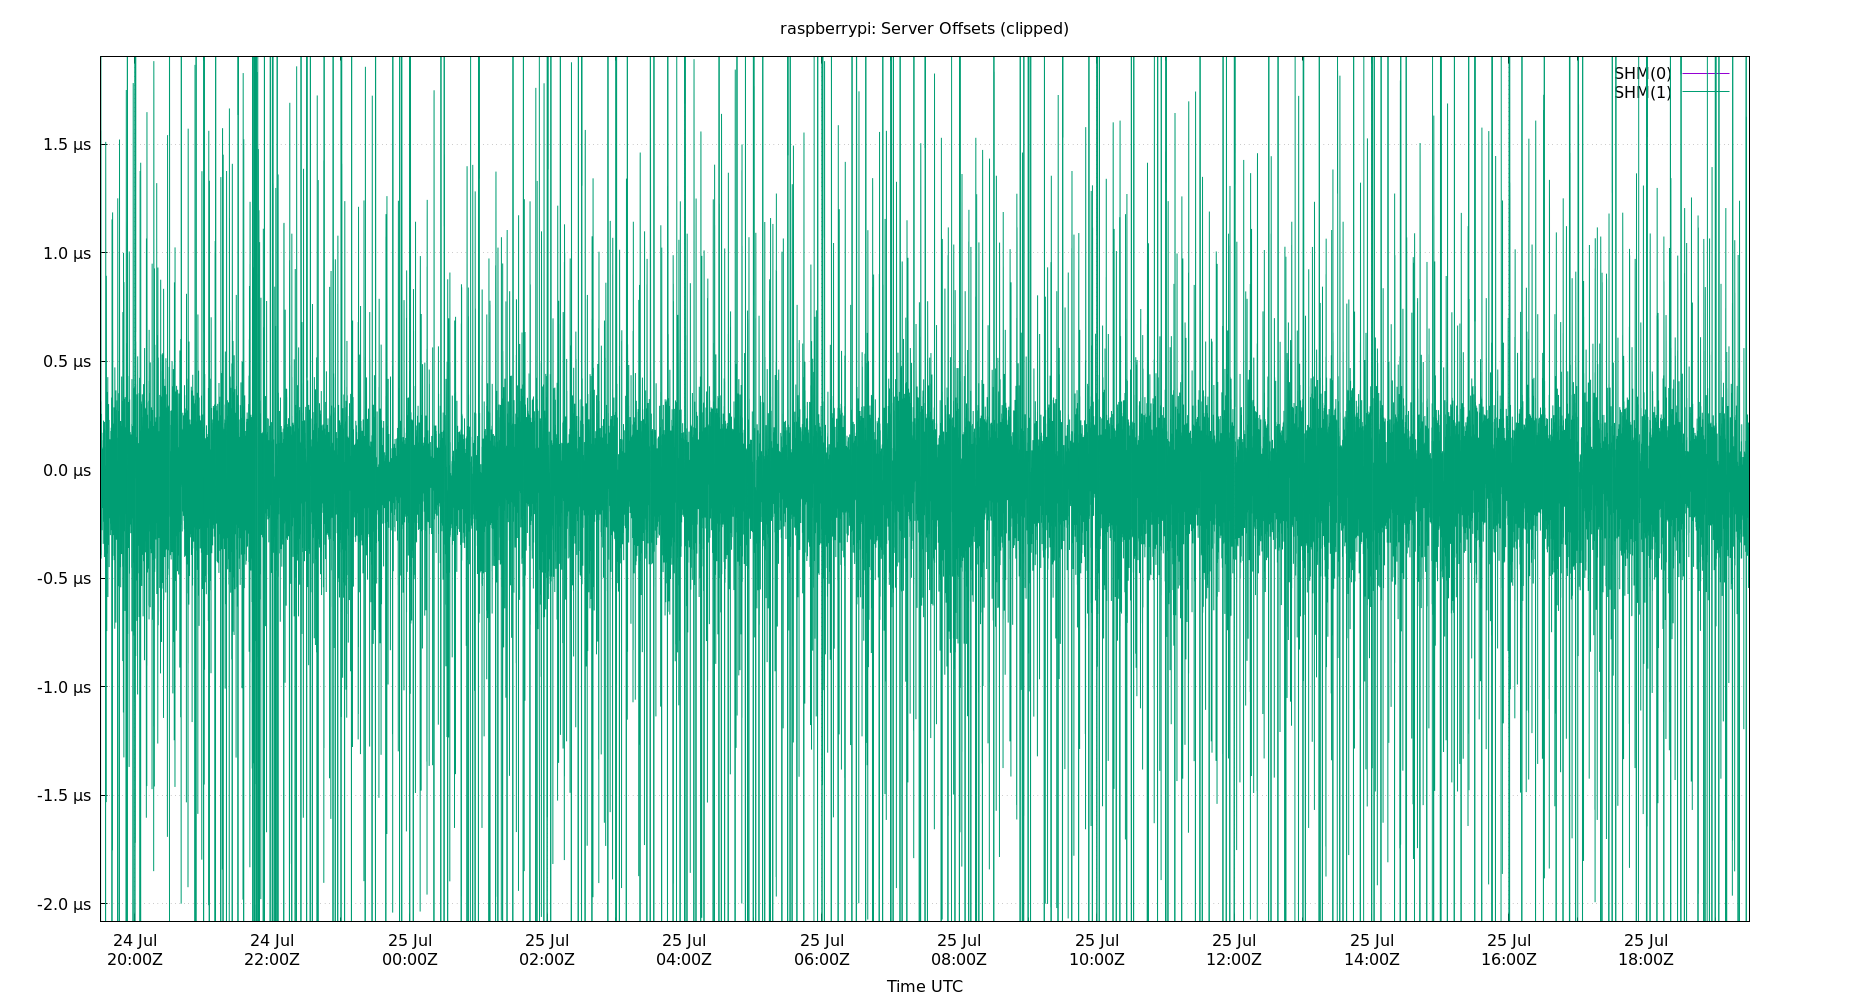 raspberrypi: Server Offsets (clipped)
SHM(0)
SHM(1)
1.5 µs
1.0 µs
0.5 µs
0.0 µs
-0.5 µs
-1.0 µs
-1.5 µs
-2.0 µs
24 Jul 24 Jul 25 Jul 25 Jul 25 Jul 25 Jul 25 Jul 25 Jul 25 Jul 25 Jul 25 Jul 25 Jul
20:00Z 22:00Z 00:00Z 02:00Z 04:00Z 06:00Z 08:00Z 10:00Z 12:00Z 14:00Z 16:00Z 18:00Z
Time UTC